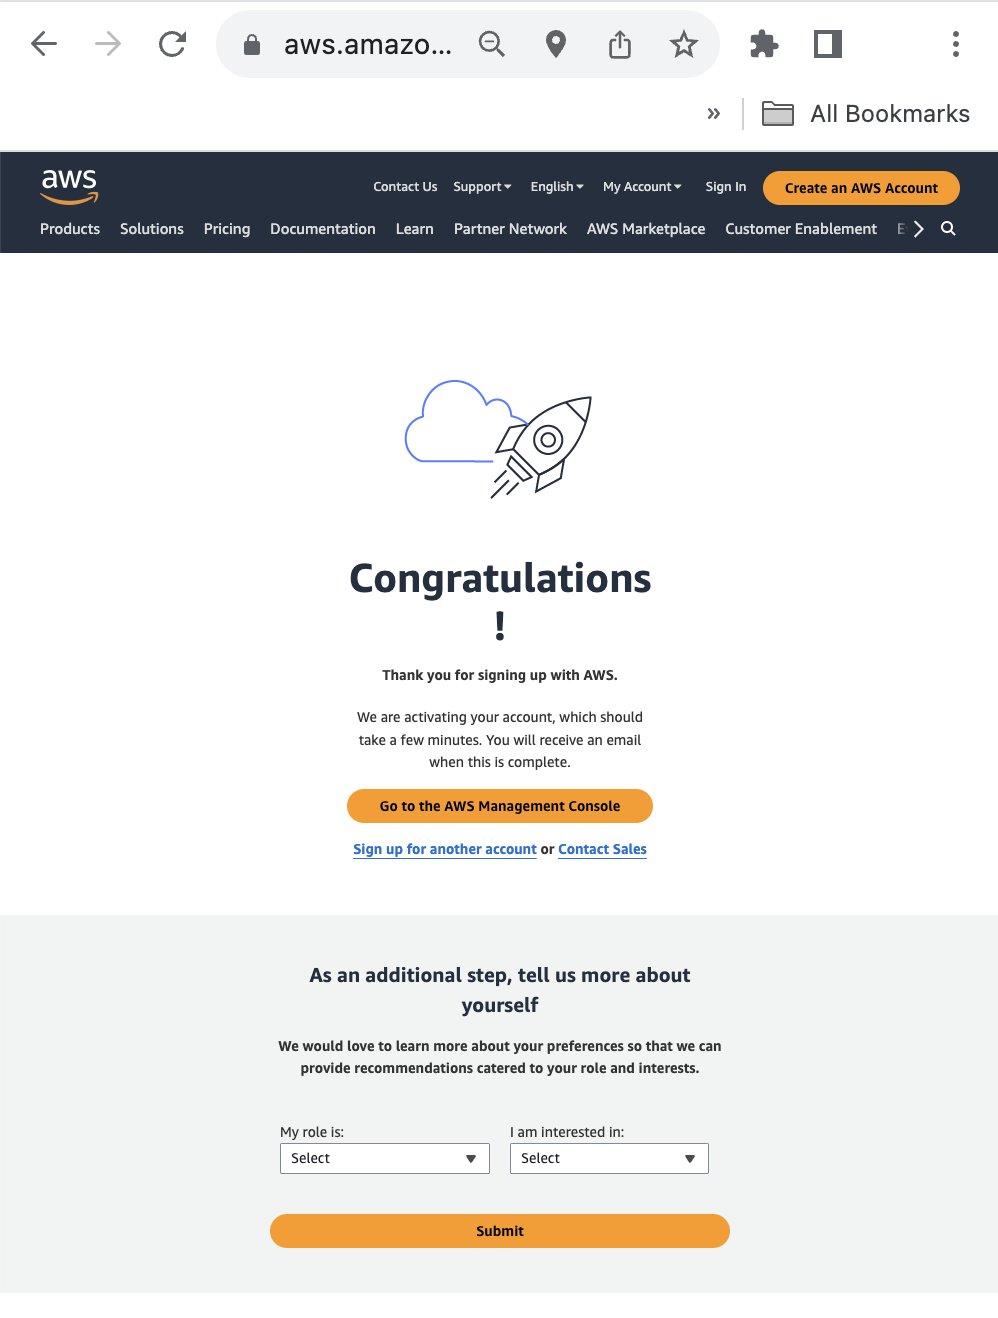 aws.amazo...
» All Bookmarks
aws
Contact Us Support English My Account Sign In Create an AWS Account
Products Solutions Pricing Documentation Learn Partner Network AWS Marketplace Customer Enablement
Congratulations
!
Thank you for signing up with AWS.
We are activating your account, which should
take a few minutes. You will receive an email
when this is complete.
Go to the AWS Management Console
Sign up for another account or Contact Sales
As an additional step, tell us more about
yourself
We would love to learn more about your preferences so that we can
provide recommendations catered to your role and interests.
My role is: I am interested in:
Select Select
Submit